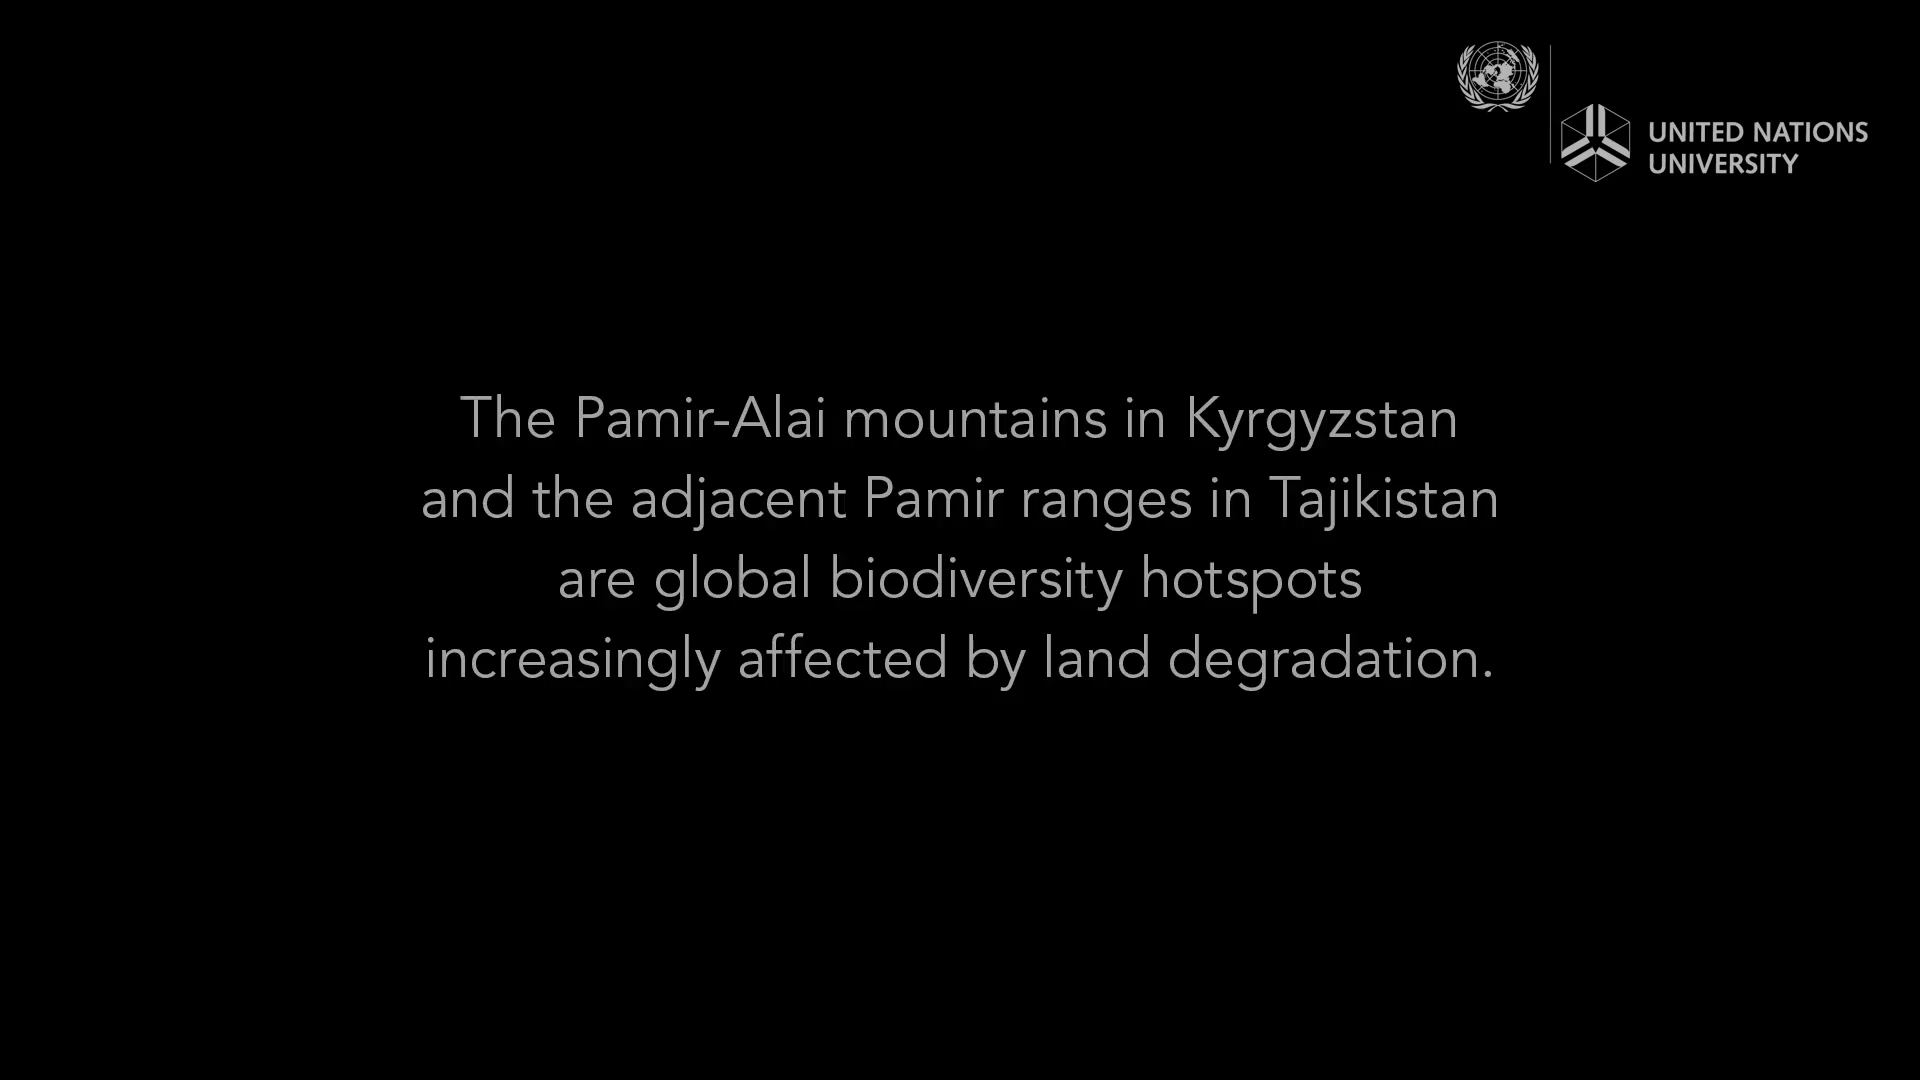 UNITED NATIONS
UNIVERSITY
The Pamir-Alai mountains in Kyrgyzstan
and the adjacent Pamir ranges in Tajikistan
are global biodiversity hotspots
increasingly affected by land degradation.